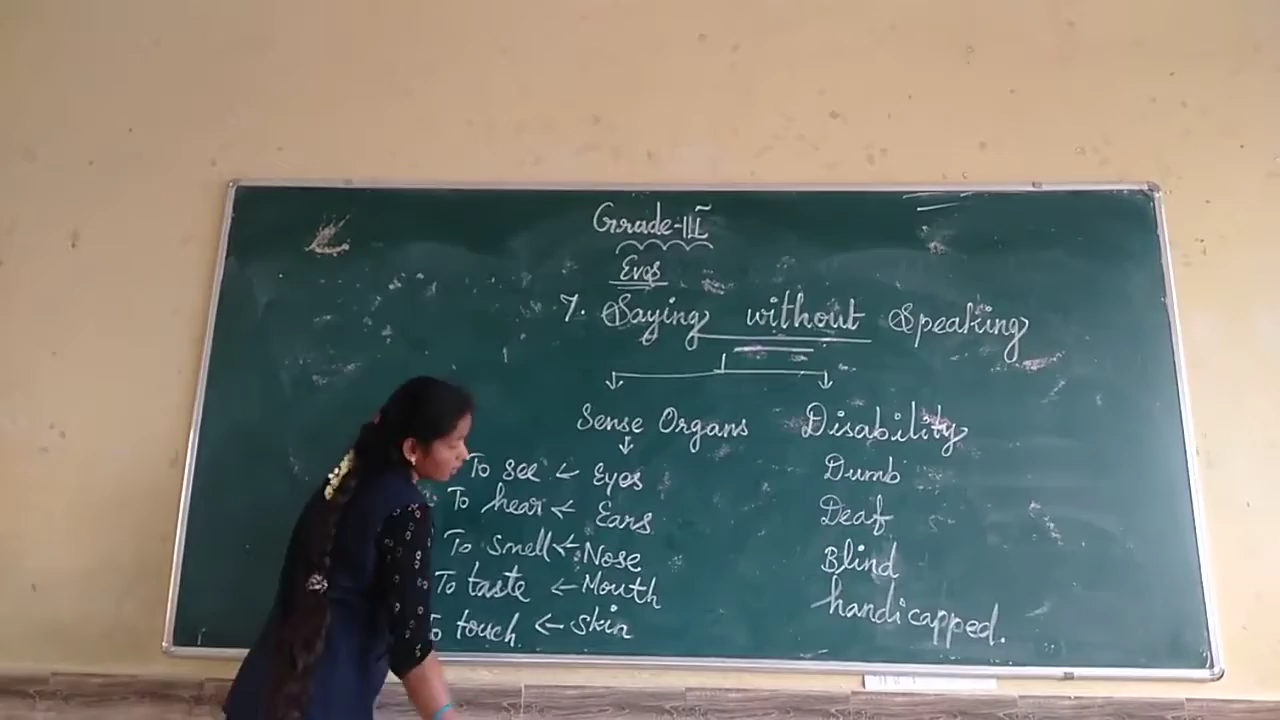 Grade-III
Evs
7. Saying without Speaking
Sense Organs Disability
To see ← Eyes Dumb
To hear ← Ears Deaf
To smell ← Nose Blind
To taste ← Mouth handicapped.
To touch ← Skin